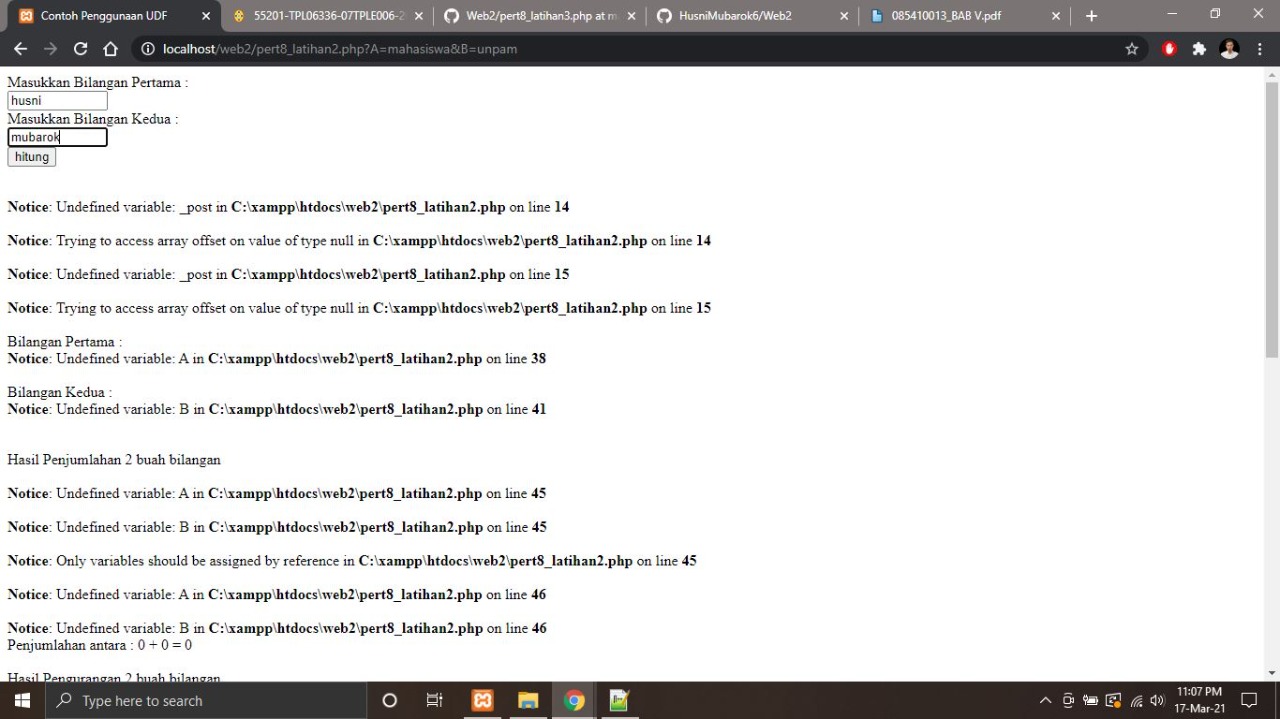 Contoh Penggunaan UDF
55201-TPL06336-07TPLE006-2
Web2/pert8_latihan3.php at m
HusniMubarok6/Web2
085410013_BAB V.pdf
localhost/web2/pert8_latihan2.php?A=mahasiswa&B=unpam
Masukkan Bilangan Pertama :
husni
Masukkan Bilangan Kedua :
mubarok
hitung
Notice: Undefined variable: _post in C:\xampp\htdocs\web2\pert8_latihan2.php on line 14
Notice: Trying to access array offset on value of type null in C:\xampp\htdocs\web2\pert8_latihan2.php on line 14
Notice: Undefined variable: _post in C:\xampp\htdocs\web2\pert8_latihan2.php on line 15
Notice: Trying to access array offset on value of type null in C:\xampp\htdocs\web2\pert8_latihan2.php on line 15
Bilangan Pertama :
Notice: Undefined variable: A in C:\xampp\htdocs\web2\pert8_latihan2.php on line 38
Bilangan Kedua :
Notice: Undefined variable: B in C:\xampp\htdocs\web2\pert8_latihan2.php on line 41
Hasil Penjumlahan 2 buah bilangan
Notice: Undefined variable: A in C:\xampp\htdocs\web2\pert8_latihan2.php on line 45
Notice: Undefined variable: B in C:\xampp\htdocs\web2\pert8_latihan2.php on line 45
Notice: Only variables should be assigned by reference in C:\xampp\htdocs\web2\pert8_latihan2.php on line 45
Notice: Undefined variable: A in C:\xampp\htdocs\web2\pert8_latihan2.php on line 46
Notice: Undefined variable: B in C:\xampp\htdocs\web2\pert8_latihan2.php on line 46
Penjumlahan antara : 0 + 0 = 0
Hasil Pengurangan 2 buah bilangan
Type here to search
11:07 PM
17-Mar-21